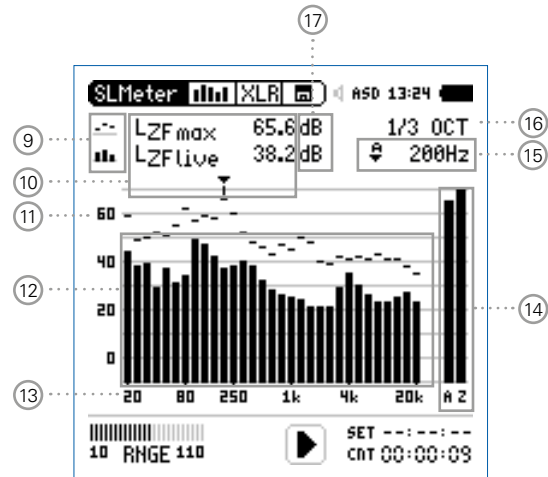 17
SLMeter XLR ASD 13:24
9
LZFmax 65.6 dB 1/3 OCT 16
LZFlive 38.2 dB 200Hz 15
10
11 60
40
12 14
20
0
13 20 80 250 1k 4k 20k A Z
SET --:--:--
10 RNGE 110 CNT 00:00:09